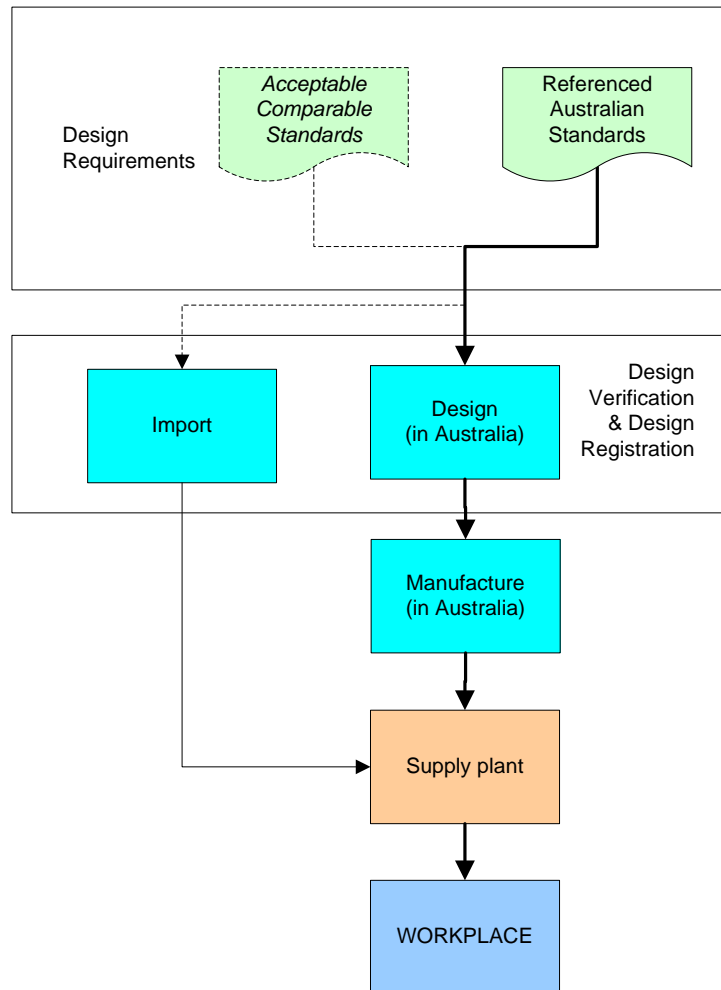 Acceptable
Comparable
Standards
Referenced
Australian
Standards
Design
Requirements
Import
Design
(in Australia)
Design
Verification
& Design
Registration
Manufacture
(in Australia)
Supply plant
WORKPLACE